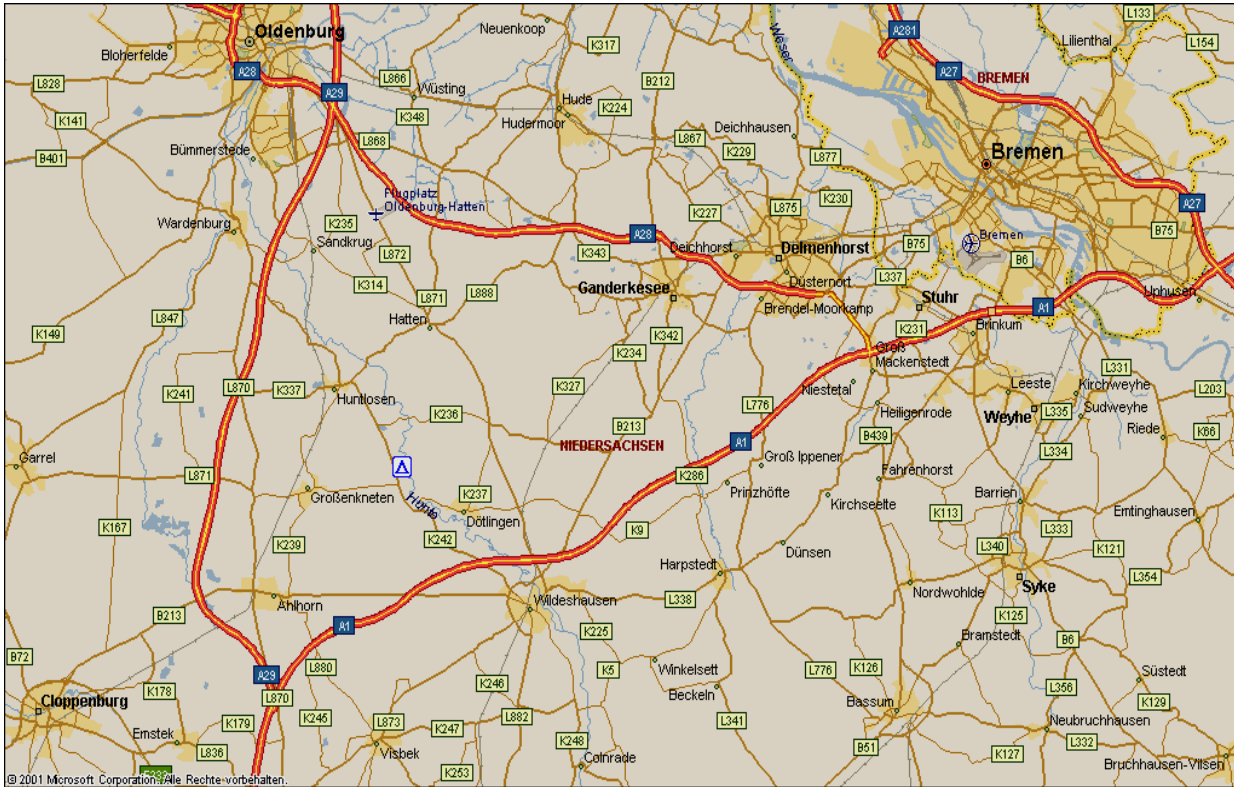 L133
Oldenburg
Neuenkoop
A281
Lilienthal
L154
Bloherfelde
K317
Weser
A28
L866
B212
A27
BREMEN
L828
A29
Wüsting
Hude
K224
K141
K348
Hudermoor
Deichhausen
L868
L867
K229
L877
B401
Bümmerstede
Bremen
Flugplatz
Oldenburg-Hatten
K230
A27
K235
K227
L875
Wardenburg
B75
Sandkrug
L872
K343
A28
Deichhorst
Delmenhorst
B75
Bremen
B6
K314
L871
L888
Ganderkesee
Düsternort
L337
Stuhr
Uphusen
L847
Hatten
Brendel-Moorkamp
A1
K149
K342
K231
Brinkum
K234
Groß
Mackenstedt
L331
K241
L870
K337
K327
Niestetal
Leeste
Kirchweyhe
L203
Huntlosen
K236
L776
Heiligenrode
Weyhe
L335
Sudweyhe
B213
B439
Riede
K66
NIEDERSACHSEN
A1
L334
Garrel
L871
K286
Groß Ippener
Fahrenhorst
Großenkneten
K237
Prinzhöfte
Kirchseelte
Barrien
Hunte
Dötlingen
K113
Emtinghausen
K167
K9
L333
K239
K242
Dünsen
L340
K121
Harpstedt
Syke
L354
Ahlhorn
Wildeshausen
L338
Nordwohlde
B213
K125
A1
K225
Bramstedt
B6
B72
L880
K5
Winkelsett
L776
K126
Süstedt
A29
K178
L870
K246
Beckeln
L356
Cloppenburg
K179
K245
L873
K247
L882
L341
Bassum
K129
Neubruchhausen
Emstek
L836
Visbek
K248
B51
L332
K127
K253
Colnrade
Bruchhausen-Vilsen
© 2001 Microsoft Corporation. Alle Rechte vorbehalten.